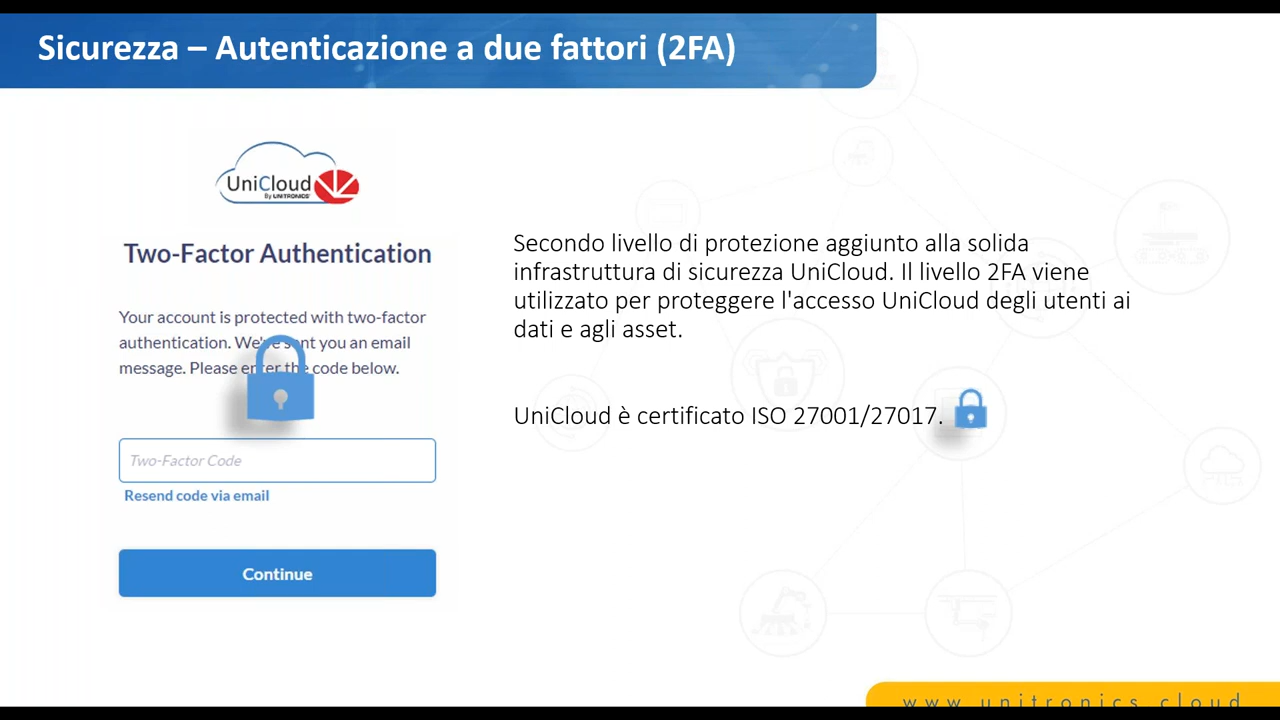 Sicurezza – Autenticazione a due fattori (2FA)
UniCloud
By UNITRONICS
Two-Factor Authentication
Your account is protected with two-factor
authentication. We've sent you an email
message. Please enter the code below.
Two-Factor Code
Resend code via email
Continue
Secondo livello di protezione aggiunto alla solida
infrastruttura di sicurezza UniCloud. Il livello 2FA viene
utilizzato per proteggere l'accesso UniCloud degli utenti ai
dati e agli asset.
UniCloud è certificato ISO 27001/27017.
www.unitronics.cloud